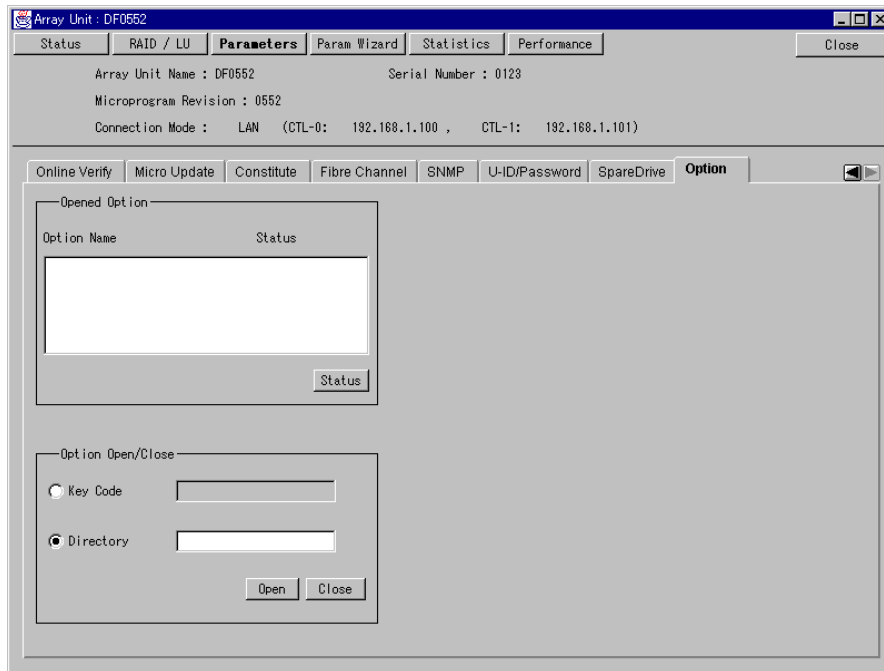 Array Unit : DF0552
Status RAID / LU Parameters Param Wizard Statistics Performance Close
Array Unit Name : DF0552 Serial Number : 0123
Microprogram Revision : 0552
Connection Mode : LAN (CTL-0: 192.168.1.100 , CTL-1: 192.168.1.101)
Online Verify Micro Update Constitute Fibre Channel SNMP U-ID/Password SpareDrive Option
Opened Option
Option Name Status
Status
Option Open/Close
Key Code
Directory
Open Close